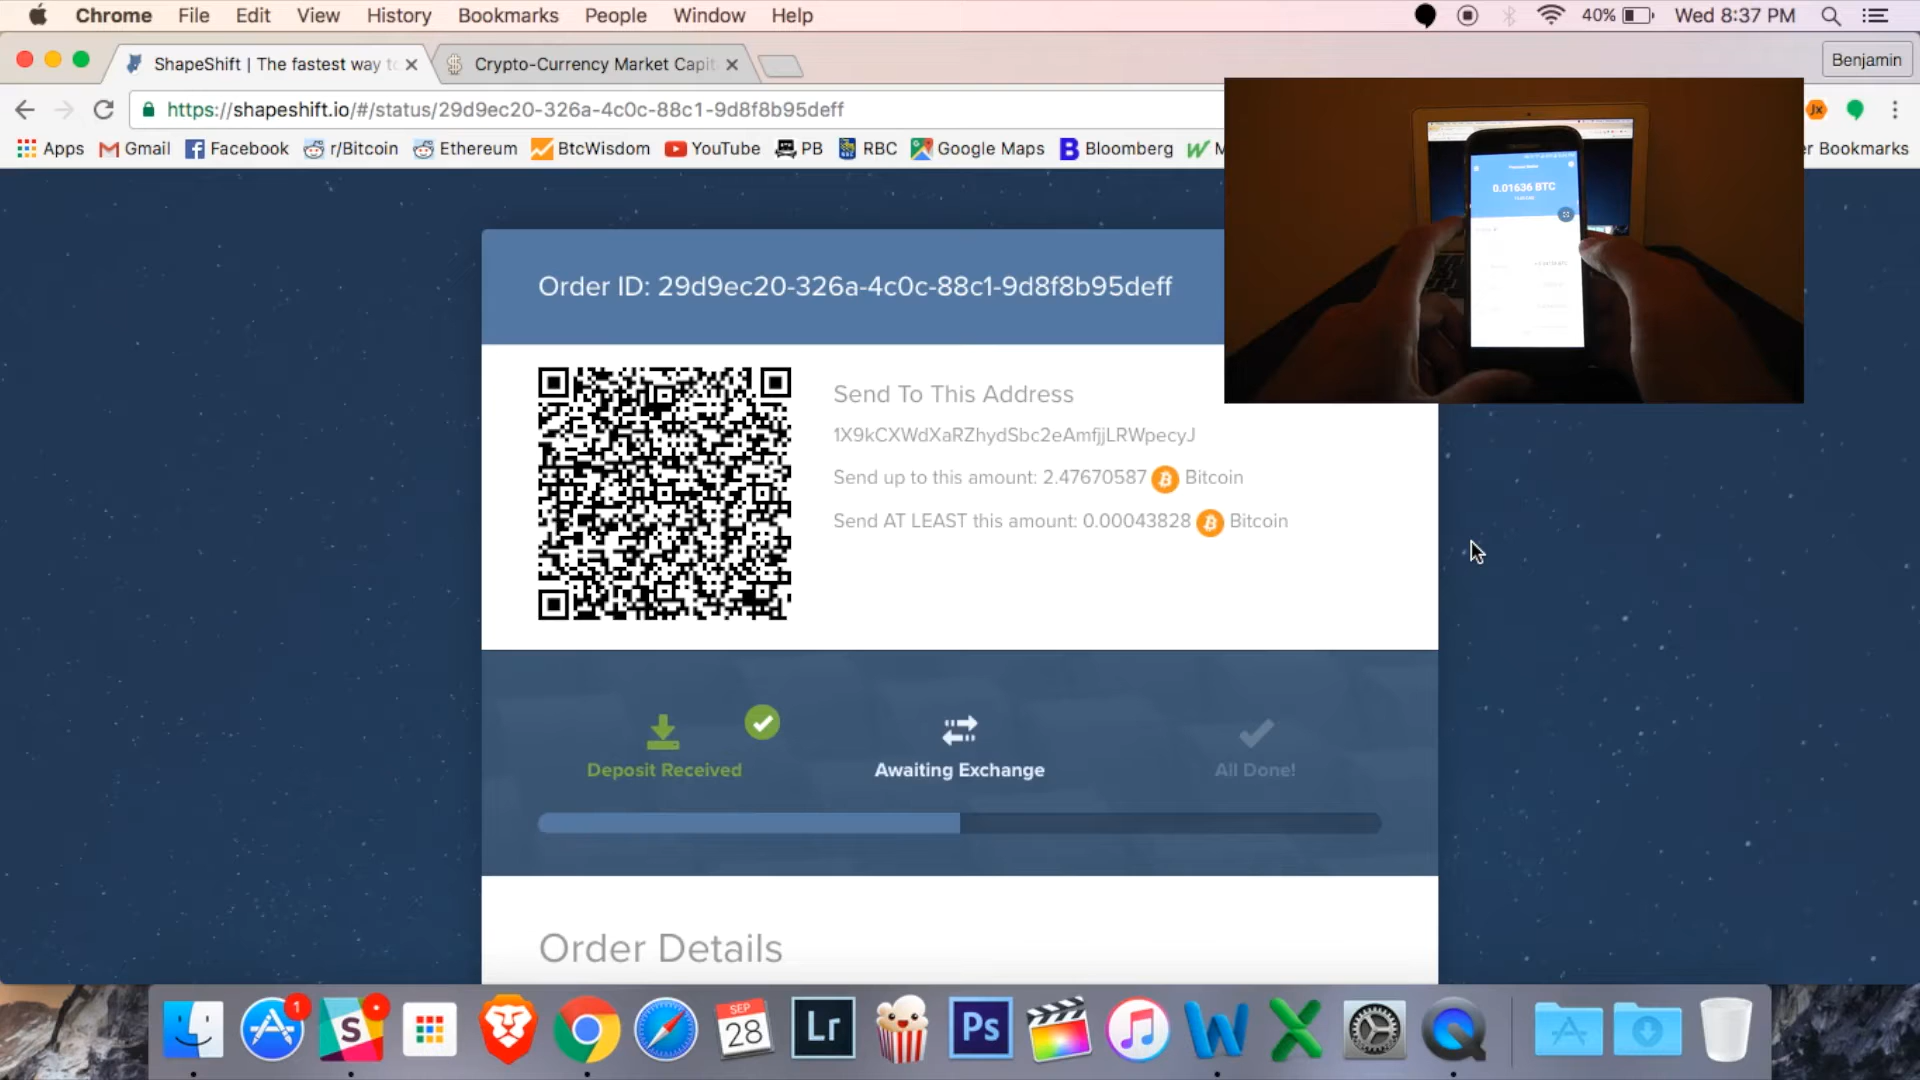 Chrome File Edit View History Bookmarks People Window Help 40% Wed 8:37 PM
ShapeShift | The fastest way to Crypto-Currency Market Capit Benjamin
https://shapeshift.io/#/status/29d9ec20-326a-4c0c-88c1-9d8f8b95deff
Apps Gmail Facebook r/Bitcoin Ethereum BtcWisdom YouTube PB RBC Google Maps Bloomberg er Bookmarks
0.01636 BTC
Order ID: 29d9ec20-326a-4c0c-88c1-9d8f8b95deff
Send To This Address
1X9kCXWdXaRZhydSbc2eAmfjjLRWpecyJ
Send up to this amount: 2.47670587 Bitcoin
Send AT LEAST this amount: 0.00043828 Bitcoin
Deposit Received Awaiting Exchange All Done!
Order Details
1 S SEP 28 Lr Ps W X